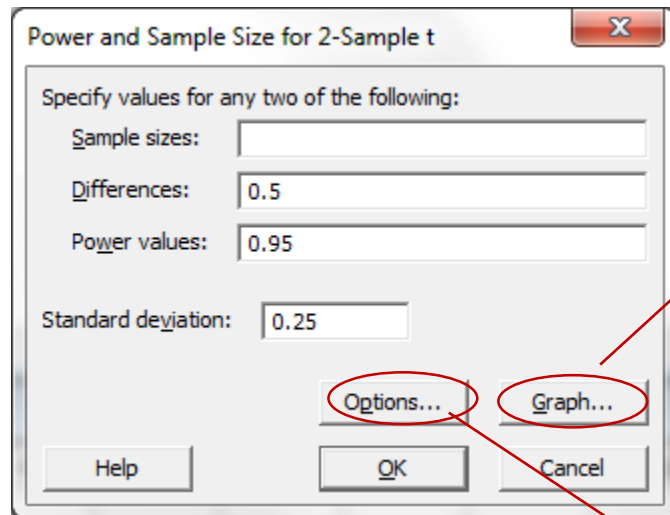 Power and Sample Size for 2-Sample t
Specify values for any two of the following:
Sample sizes:
Differences: 0.5
Power values: 0.95
Standard deviation: 0.25
Options... Graph...
Help OK Cancel